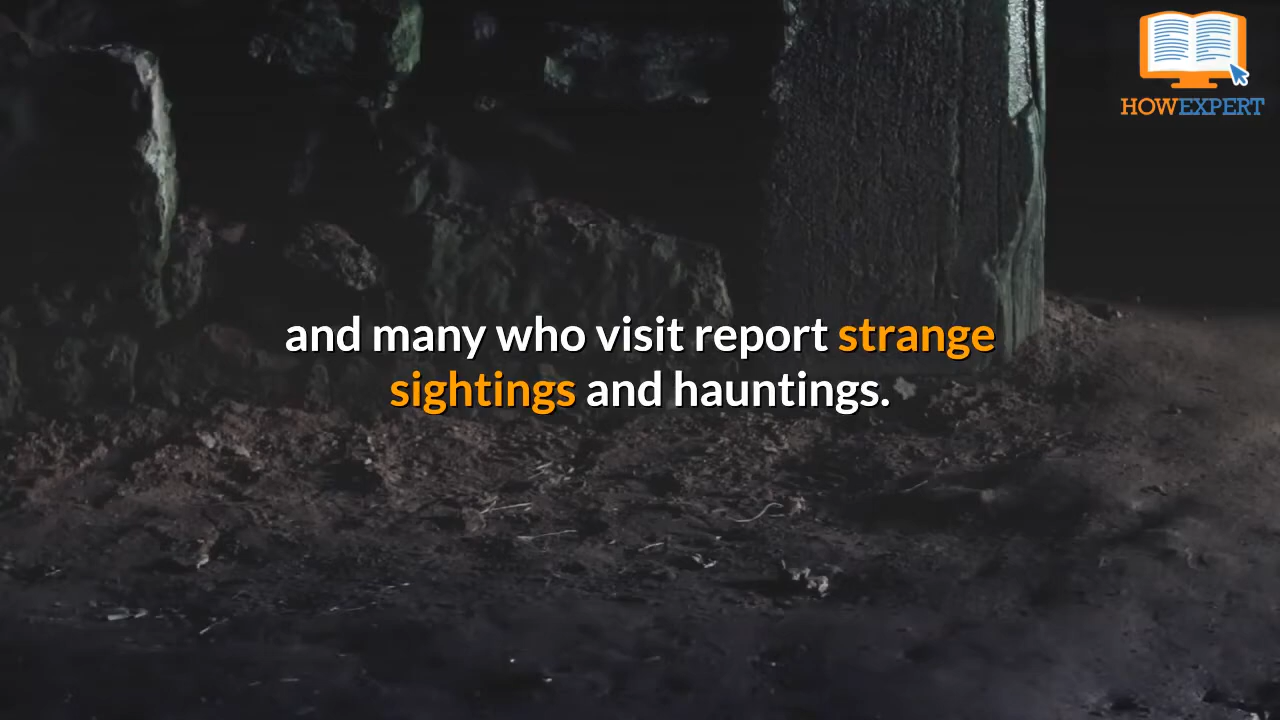 HOWEXPERT
and many who visit report strange
sightings and hauntings.